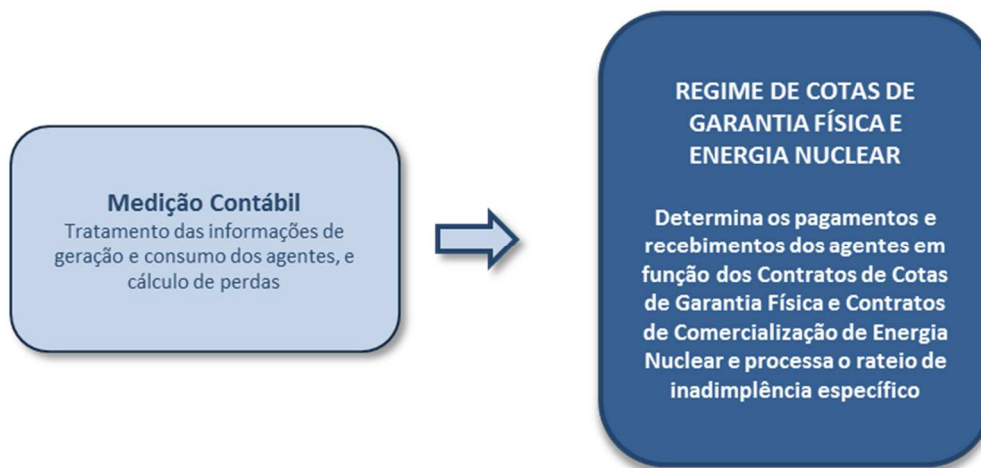 Medição Contábil
Tratamento das informações de
geração e consumo dos agentes, e
cálculo de perdas
REGIME DE COTAS DE
GARANTIA FÍSICA E
ENERGIA NUCLEAR
Determina os pagamentos e
recebimentos dos agentes em
função dos Contratos de Cotas
de Garantia Física e Contratos
de Comercialização de Energia
Nuclear e processa o rateio de
inadimplência específico